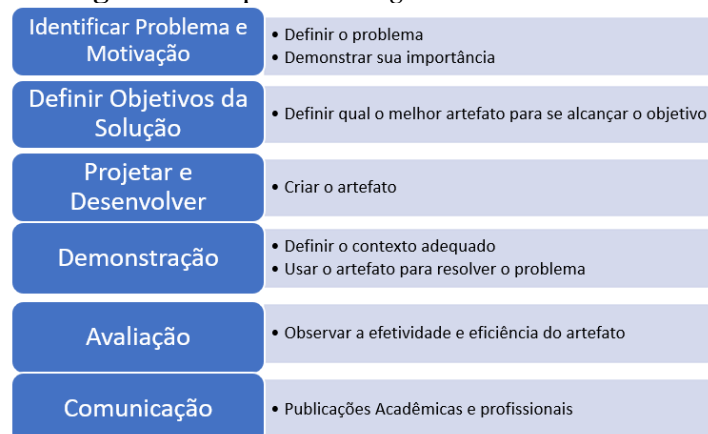 Identificar Problema e
Motivação
• Definir o problema
• Demonstrar sua importância
Definir Objetivos da
Solução
• Definir qual o melhor artefato para se alcançar o objetivo
Projetar e
Desenvolver
• Criar o artefato
Demonstração
• Definir o contexto adequado
• Usar o artefato para resolver o problema
Avaliação
• Observar a efetividade e eficiência do artefato
Comunicação
• Publicações Acadêmicas e profissionais